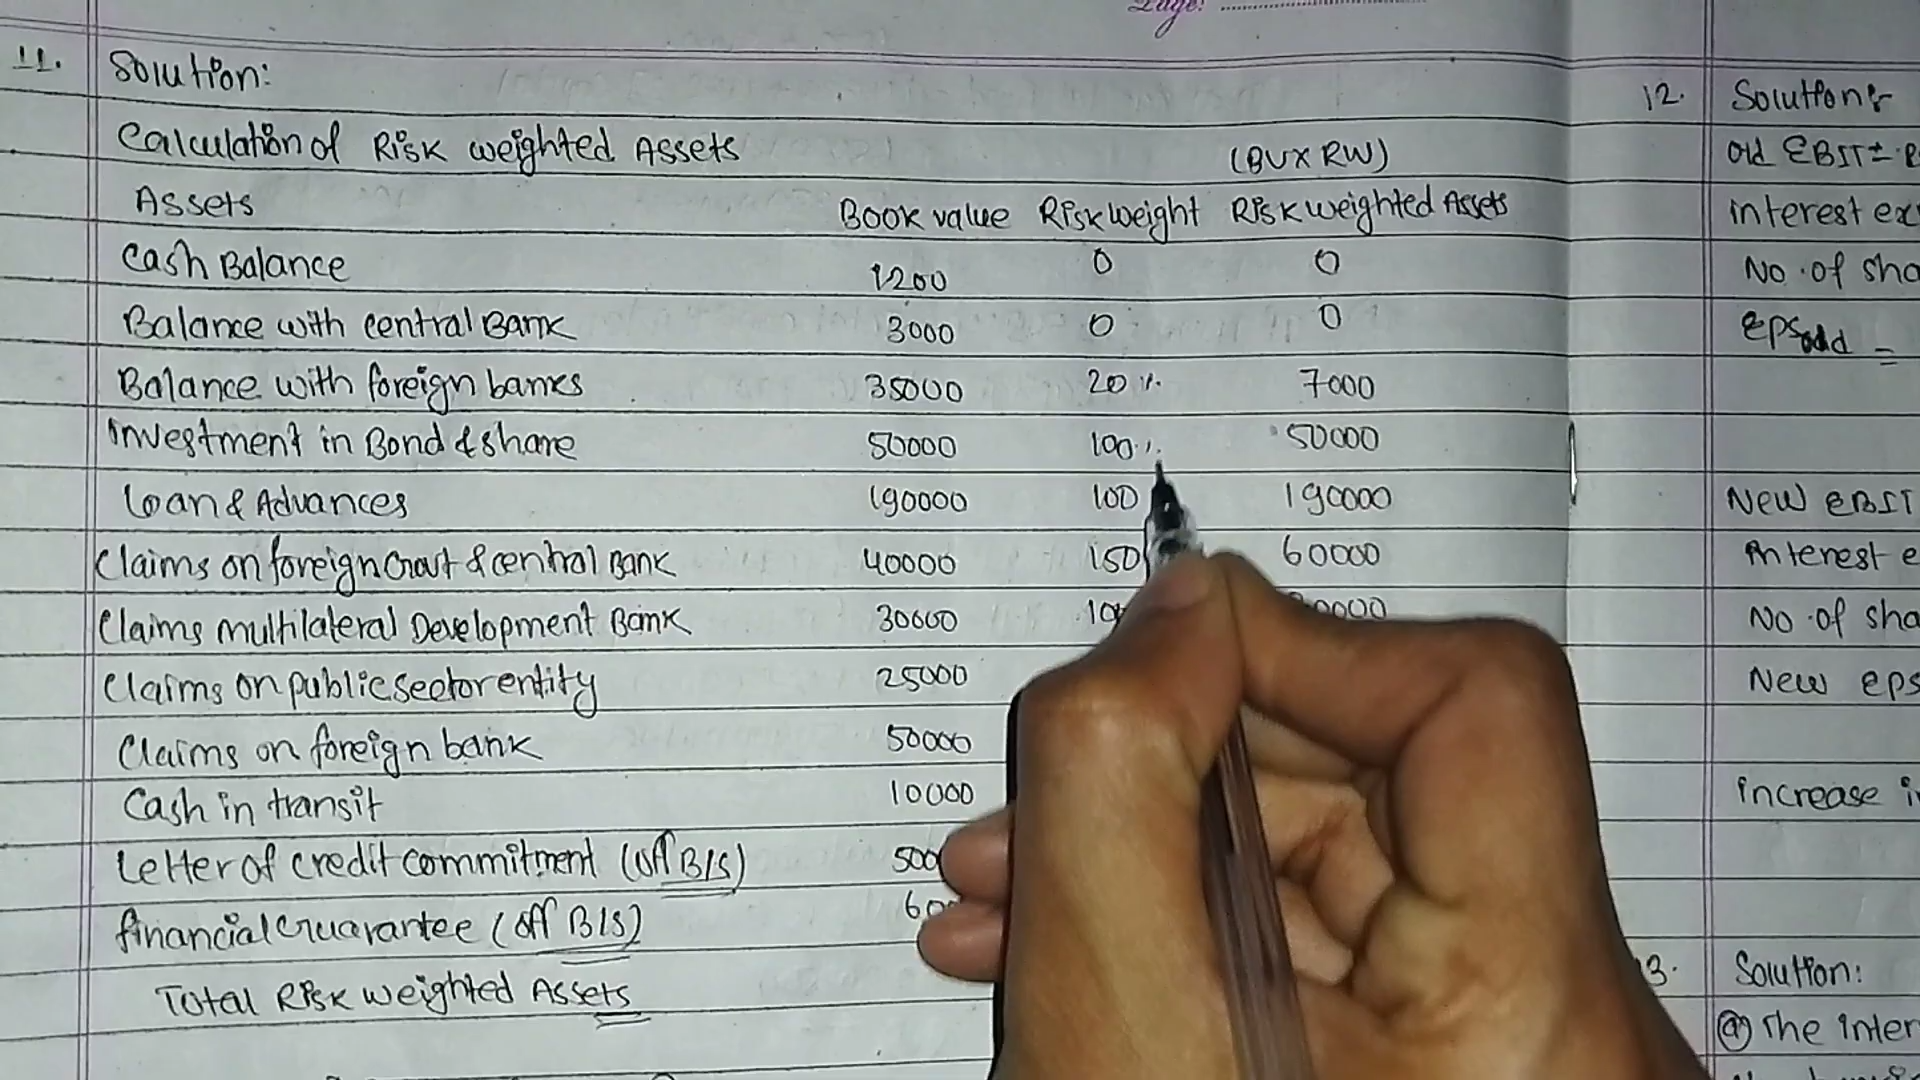 Page:
11. Solution:
Calculation of Risk weighted Assets (BV X RW)
Assets Book value Risk Weight Risk weighted Assets
Cash Balance 1200 0 0
Balance with central Bank 3000 0 0
Balance with foreign banks 35000 20% 7000
Investment in Bond & share 50000 100% 50000
Loan & Advances 190000 100 190000
Claims on foreign Govt & central Bank 40000 150 60000
Claims multilateral Development Bank 30000
Claims on public sector entity 25000
Claims on foreign bank 50000
Cash in transit 10000
Letter of credit commitment (Off B/S)
financial Guarantee (Off B/S)
Total Risk weighted Assets
12. Solution:
Old EBIT =
interest
No. of
EPS old =
New EBIT
interest
No. of
New eps
increase
Solution:
(a) The